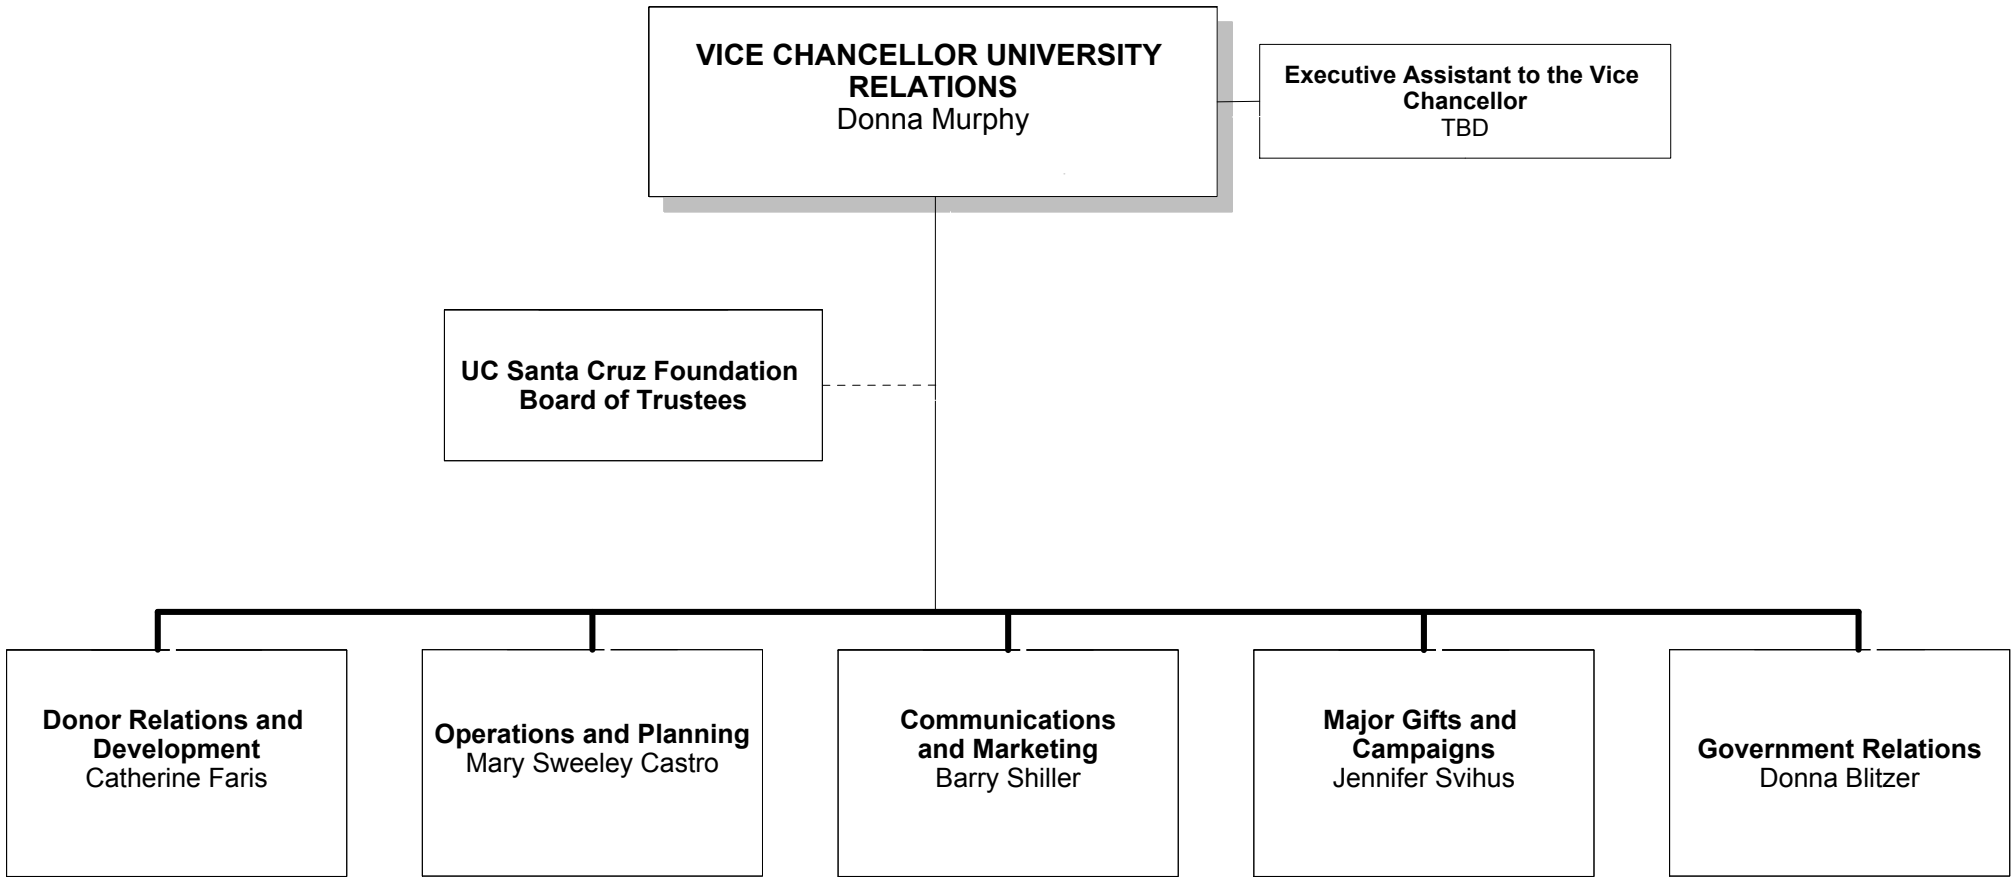 VICE CHANCELLOR UNIVERSITY
RELATIONS
Donna Murphy
Executive Assistant to the Vice
Chancellor
TBD
UC Santa Cruz Foundation
Board of Trustees
Donor Relations and
Development
Catherine Faris
Operations and Planning
Mary Sweeley Castro
Communications
and Marketing
Barry Shiller
Major Gifts and
Campaigns
Jennifer Svihus
Government Relations
Donna Blitzer